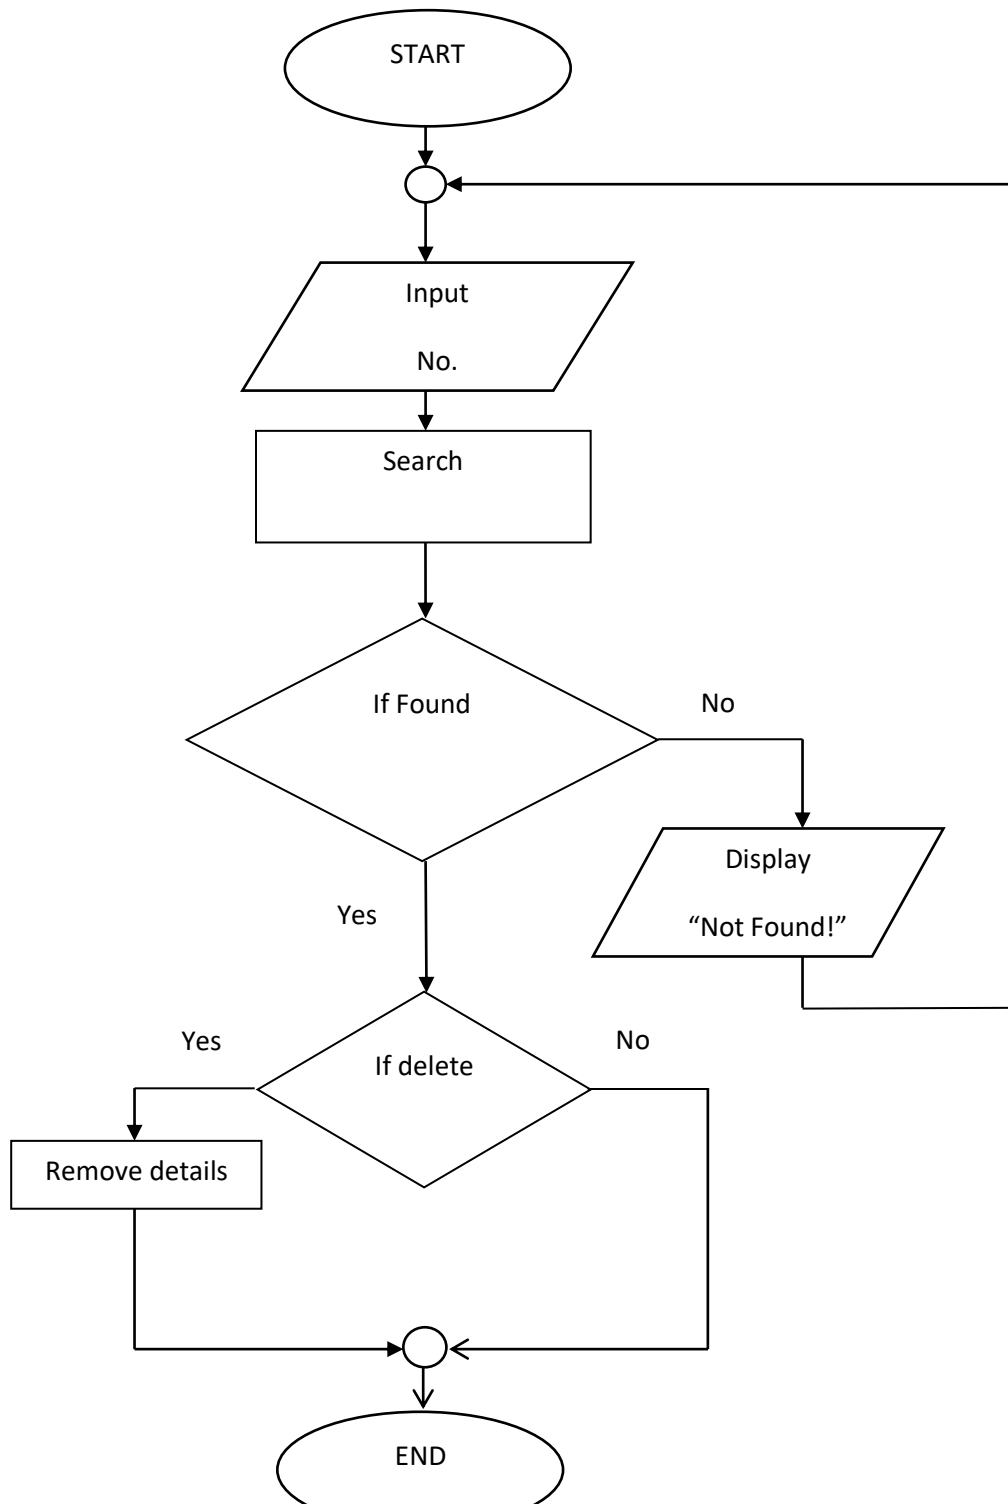 START
Input
No.
Search
If Found
No
Display
“Not Found!”
Yes
Yes
If delete
No
Remove details
END